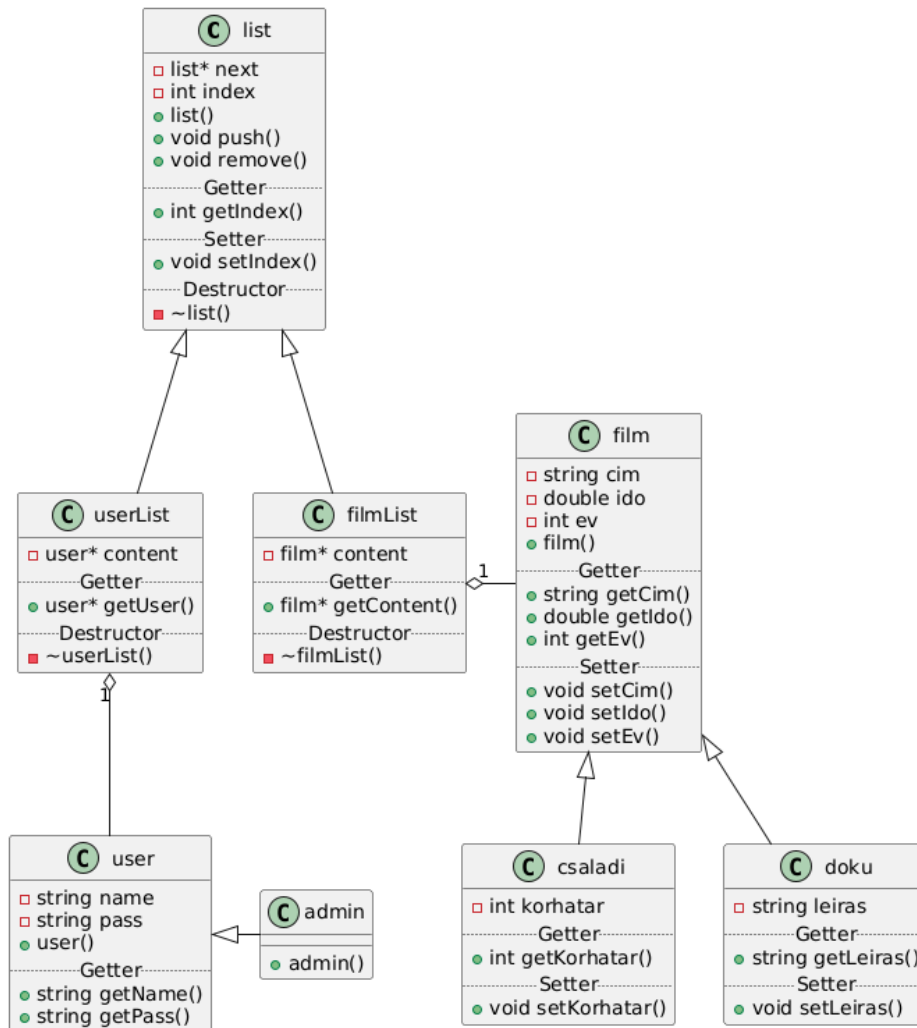 C list
list* next
int index
list()
void push()
void remove()
Getter
int getIndex()
Setter
void setIndex()
Destructor
~list()
C userList
user* content
Getter
user* getUser()
Destructor
~userList()
1
C filmList
film* content
Getter
film* getContent()
Destructor
~filmList()
1
C film
string cim
double ido
int ev
film()
Getter
string getCim()
double getIdo()
int getEv()
Setter
void setCim()
void setIdo()
void setEv()
C user
string name
string pass
user()
Getter
string getName()
string getPass()
C admin
admin()
C csaladi
int korhatar
Getter
int getKorhatar()
Setter
void setKorhatar()
C doku
string leiras
Getter
string getLeiras()
Setter
void setLeiras()